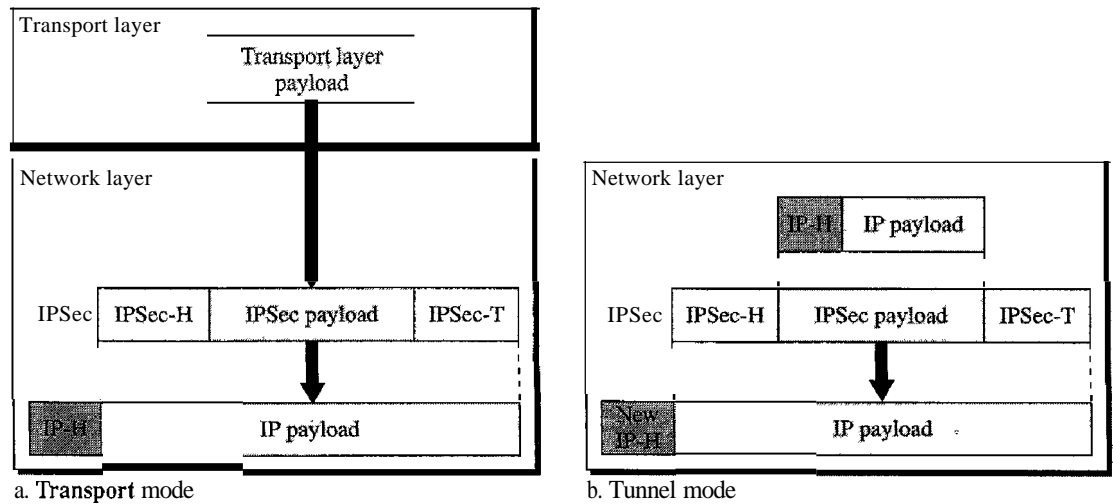 Transport layer
Transport layer
payload
Network layer
IPSec IPSec-H IPSec payload IPSec-T
IP-H IP payload
a. Transport mode
Network layer
IP-H IP payload
IPSec IPSec-H IPSec payload IPSec-T
New
IP-H IP payload
b. Tunnel mode